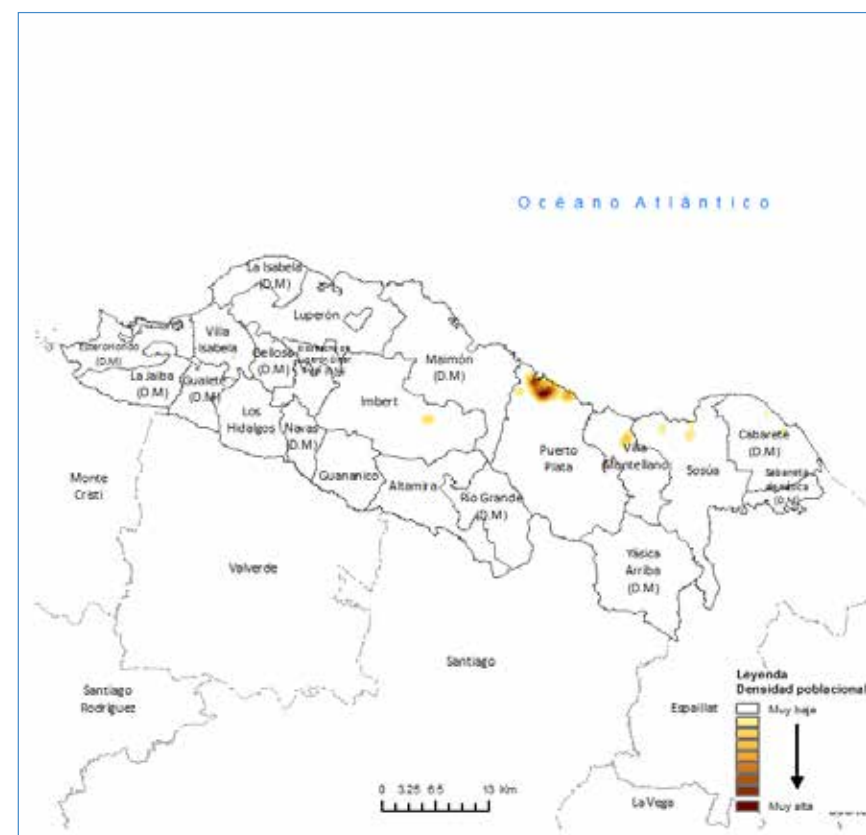 Océano Atlántico
La Isabela
(D.M)
Luperón
Villa
Isabela
Estero Hondo
(D.M)
Belloso
(D.M)
Maimón
(D.M)
La Jaiba
(D.M)
Gualete
(D.M)
Imbert
Los
Hidalgos
Navas
(D.M)
Guananico
Altamira
Río Grande
(D.M)
Puerto
Plata
Villa
Montellano
Sosúa
Cabarete
(D.M)
Sabaneta
(D.M)
Yásica
Arriba
(D.M)
Monte
Cristi
Valverde
Santiago
Santiago
Rodríguez
Espaillat
La Vega
Leyenda
Densidad poblacional
Muy baja
Muy alta
0 3.25 6.5 13 Km